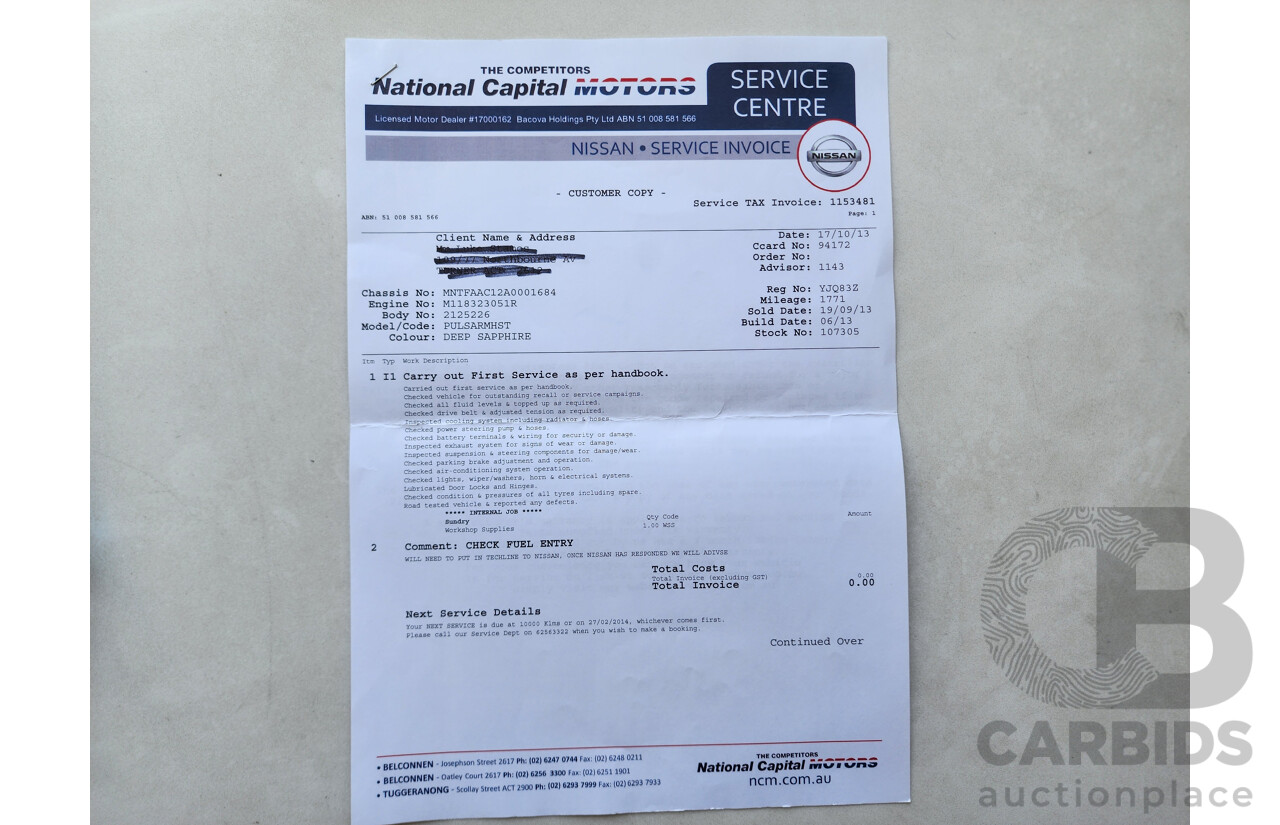 THE COMPETITORS
National Capital MOTORS
SERVICE
CENTRE
Licensed Motor Dealer #17000162 Bacova Holdings Pty Ltd ABN 51 008 581 566
NISSAN • SERVICE INVOICE
NISSAN
- CUSTOMER COPY -
Service TAX Invoice: 1153481
ABN: 51 008 581 566
Page: 1
Client Name & Address
Date: 17/10/13
Ccard No: 94172
Order No:
Advisor: 1143
Chassis No: MNTFAAC12A0001684
Reg No: YJQ83Z
Engine No: M118323051R
Mileage: 1771
Body No: 2125226
Sold Date: 19/09/13
Model/Code: PULSARMHST
Build Date: 06/13
Colour: DEEP SAPPHIRE
Stock No: 107305
Itm Typ Work Description
1 I1 Carry out First Service as per handbook.
Carried out first service as per handbook.
Checked vehicle for outstanding recall or service campaigns.
Checked all fluid levels & topped up as required.
Checked drive belt & adjusted tension as required.
Inspected cooling system including radiator & hoses.
Checked power steering pump & hoses.
Checked battery terminals & wiring for security or damage.
Inspected exhaust system for signs of wear or damage.
Inspected suspension & steering components for damage/wear.
Checked parking brake adjustment and operation.
Checked air-conditioning system operation.
Checked lights, wiper/washers, horn & electrical systems.
Lubricated Door Locks and Hinges.
Checked condition & pressures of all tyres including spare.
Road tested vehicle & reported any defects.
***** INTERNAL JOB *****
Sundry Qty Code Amount
Workshop Supplies 1.00 WSS
2 Comment: CHECK FUEL ENTRY
WILL NEED TO PUT IN TECHLINE TO NISSAN, ONCE NISSAN HAS RESPONDED WE WILL ADIVSE
Total Costs
Total Invoice (excluding GST) 0.00
Total Invoice 0.00
Next Service Details
Your NEXT SERVICE is due at 10000 Klms or on 27/02/2014, whichever comes first.
Please call our Service Dept on 62563322 when you wish to make a booking.
Continued Over
• BELCONNEN - Josephson Street 2617 Ph: (02) 6247 0744 Fax: (02) 6248 0211
• BELCONNEN - Oatley Court 2617 Ph: (02) 6256 3300 Fax: (02) 6251 1901
• TUGGERANONG - Scollay Street ACT 2900 Ph: (02) 6293 7999 Fax: (02) 6293 7933
THE COMPETITORS
National Capital MOTORS
ncm.com.au
CB
CARBIDS
auctionplace